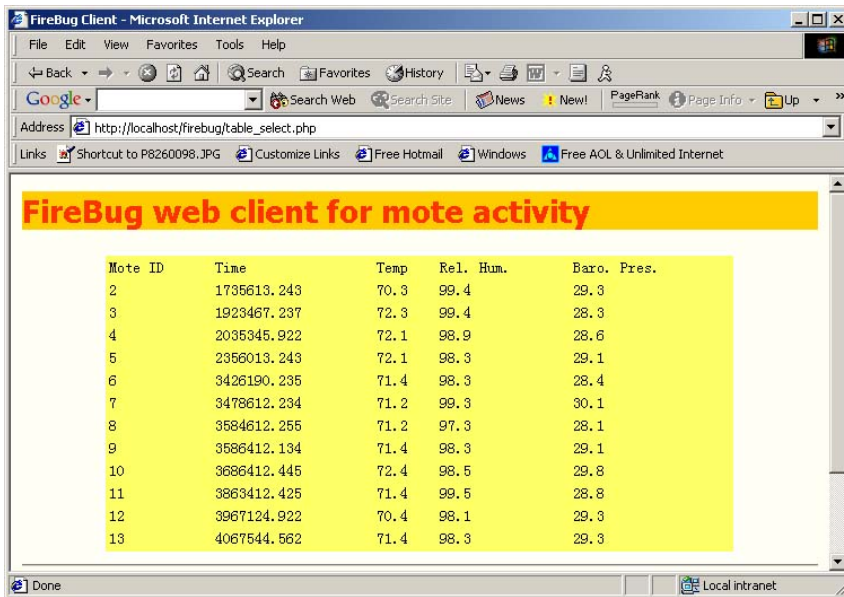 FireBug Client - Microsoft Internet Explorer
File Edit View Favorites Tools Help
Back Search Favorites History
Google Search Web Search Site News New! PageRank Page Info Up
Address http://localhost/firebug/table_select.php
Links Shortcut to P8260098.JPG Customize Links Free Hotmail Windows Free AOL & Unlimited Internet
FireBug web client for mote activity
Mote ID Time Temp Rel. Hum. Baro. Pres.
2 1735613.243 70.3 99.4 29.3
3 1923467.237 72.3 99.4 28.3
4 2035345.922 72.1 98.9 28.6
5 2356013.243 72.1 98.3 29.1
6 3426190.235 71.4 98.3 28.4
7 3478612.234 71.2 99.3 30.1
8 3584612.255 71.2 97.3 28.1
9 3586412.134 71.4 98.3 29.1
10 3686412.445 72.4 98.5 29.8
11 3863412.425 71.4 99.5 28.8
12 3967124.922 70.4 98.1 29.3
13 4067544.562 71.4 98.3 29.3
Done Local intranet